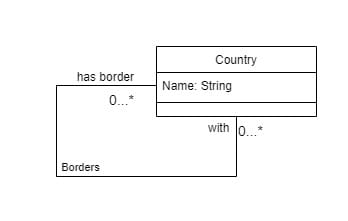 Country
has border
Name: String
0...*
with
0...*
Borders